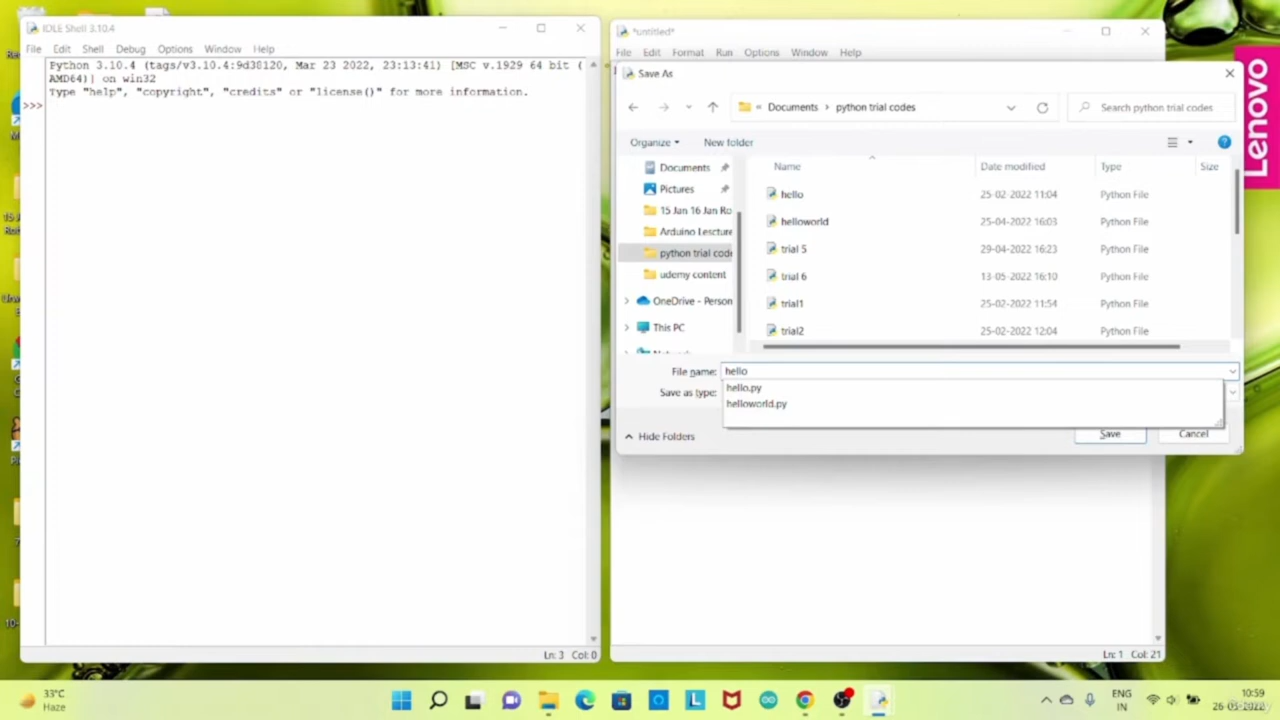 IDLE Shell 3.10.4
File Edit Shell Debug Options Window Help
Python 3.10.4 (tags/v3.10.4:9d38120, Mar 23 2022, 23:13:41) [MSC v.1929 64 bit (
AMD64)] on win32
Type "help", "copyright", "credits" or "license()" for more information.
>>>
Ln: 3 Col: 0
*untitled*
File Edit Format Run Options Window Help
Save As
« Documents › python trial codes
Search python trial codes
Organize New folder
Documents
Pictures
15 Jan 16 Jan Ro
Arduino Lescture
python trial code
udemy content
OneDrive - Person
This PC
Name Date modified Type Size
hello 25-02-2022 11:04 Python File
helloworld 25-04-2022 16:03 Python File
trial 5 29-04-2022 16:23 Python File
trial 6 13-05-2022 16:10 Python File
trial1 25-02-2022 11:54 Python File
trial2 25-02-2022 12:04 Python File
File name: hello
hello.py
helloworld.py
Save as type:
Hide Folders
Save Cancel
Ln: 1 Col: 21
Lenovo
33°C
Haze
ENG
IN
10:59
26-05-2022